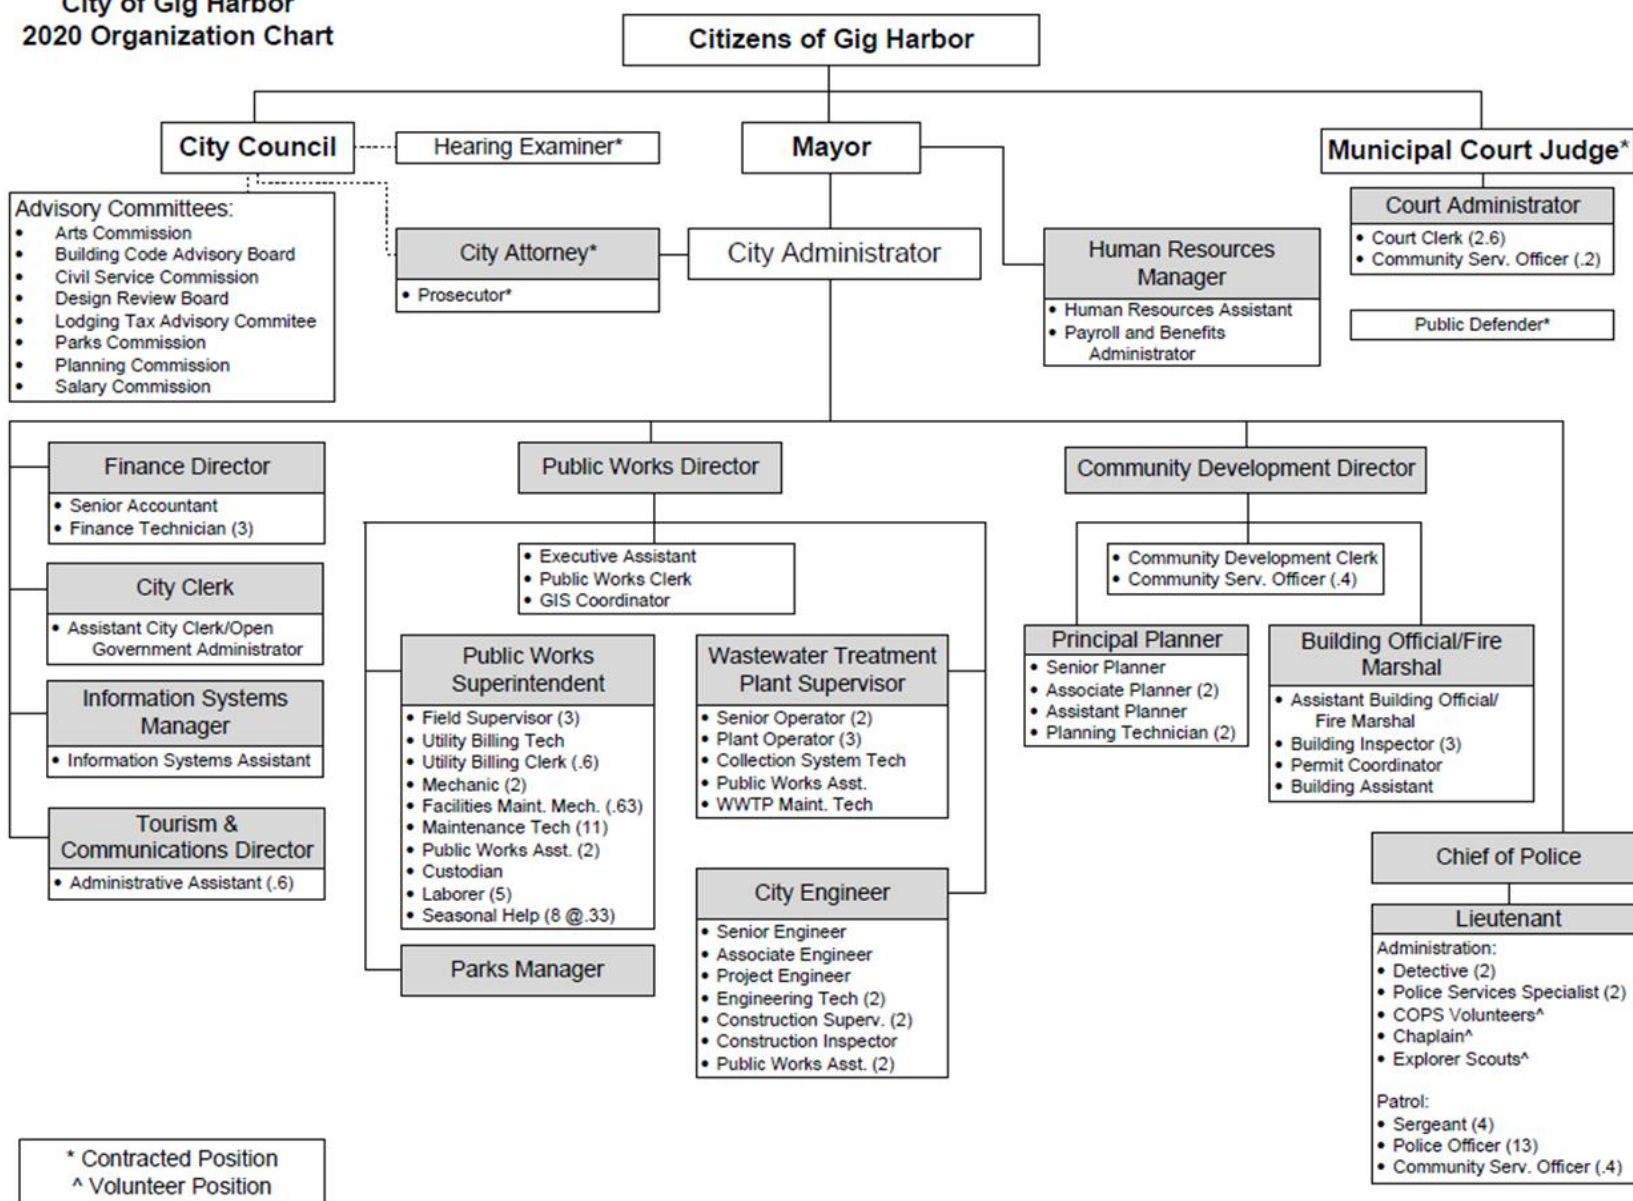 City of Gig Harbor
2020 Organization Chart
Citizens of Gig Harbor
City Council
Hearing Examiner*
Mayor
Municipal Court Judge*
Advisory Committees:
• Arts Commission
• Building Code Advisory Board
• Civil Service Commission
• Design Review Board
• Lodging Tax Advisory Commitee
• Parks Commission
• Planning Commission
• Salary Commission
City Attorney*
• Prosecutor*
City Administrator
Human Resources
Manager
• Human Resources Assistant
• Payroll and Benefits
Administrator
Court Administrator
• Court Clerk (2.6)
• Community Serv. Officer (.2)
Public Defender*
Finance Director
• Senior Accountant
• Finance Technician (3)
City Clerk
• Assistant City Clerk/Open
Government Administrator
Information Systems
Manager
• Information Systems Assistant
Tourism &
Communications Director
• Administrative Assistant (.6)
Public Works Director
• Executive Assistant
• Public Works Clerk
• GIS Coordinator
Public Works
Superintendent
• Field Supervisor (3)
• Utility Billing Tech
• Utility Billing Clerk (.6)
• Mechanic (2)
• Facilities Maint. Mech. (.63)
• Maintenance Tech (11)
• Public Works Asst. (2)
• Custodian
• Laborer (5)
• Seasonal Help (8 @.33)
Parks Manager
Wastewater Treatment
Plant Supervisor
• Senior Operator (2)
• Plant Operator (3)
• Collection System Tech
• Public Works Asst.
• WWTP Maint. Tech
City Engineer
• Senior Engineer
• Associate Engineer
• Project Engineer
• Engineering Tech (2)
• Construction Superv. (2)
• Construction Inspector
• Public Works Asst. (2)
Community Development Director
• Community Development Clerk
• Community Serv. Officer (.4)
Principal Planner
• Senior Planner
• Associate Planner (2)
• Assistant Planner
• Planning Technician (2)
Building Official/Fire
Marshal
• Assistant Building Official/
Fire Marshal
• Building Inspector (3)
• Permit Coordinator
• Building Assistant
Chief of Police
Lieutenant
Administration:
• Detective (2)
• Police Services Specialist (2)
• COPS Volunteers^
• Chaplain^
• Explorer Scouts^
Patrol:
• Sergeant (4)
• Police Officer (13)
• Community Serv. Officer (.4)
* Contracted Position
^ Volunteer Position